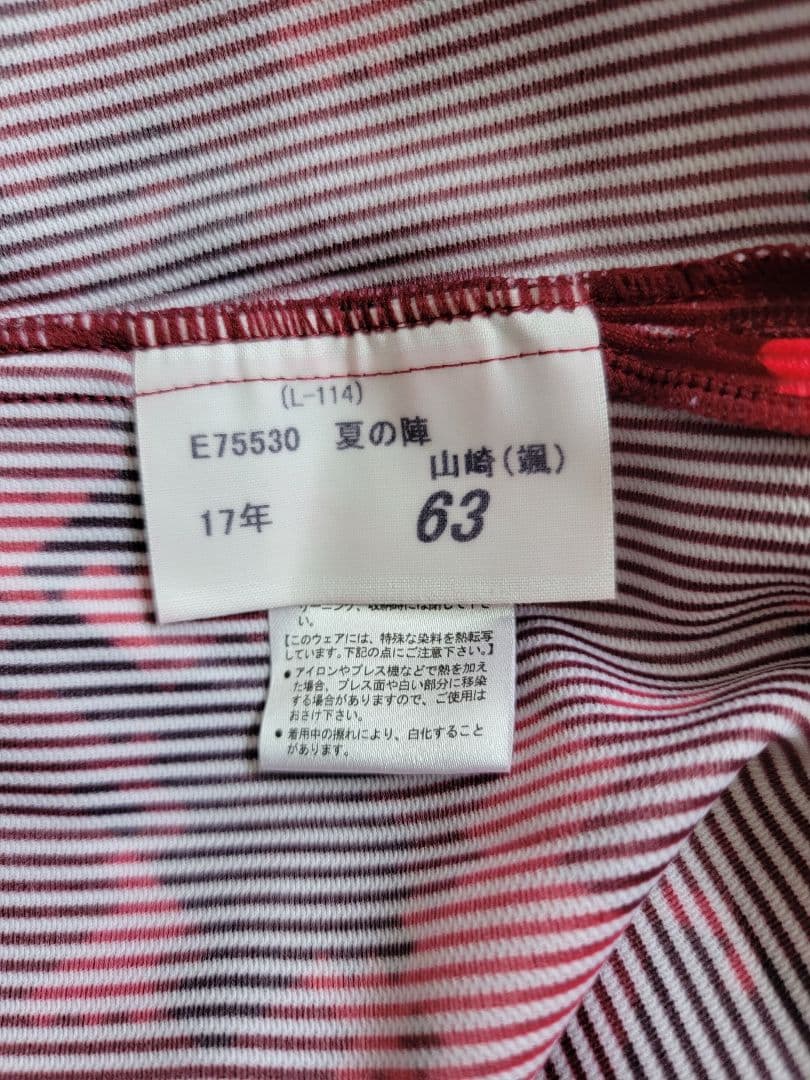 (L-114)
E75530 夏の陣
山崎(颯)
17年 63
い。
【このウェアには、特殊な染料を熱転写
しています。下記の点にご注意下さい。】
●アイロンやプレス機などで熱を加え
た場合、プレス面や白い部分に移染
する場合がありますので、ご使用は
おさけ下さい。
●着用中の擦れにより、白化すること
があります。